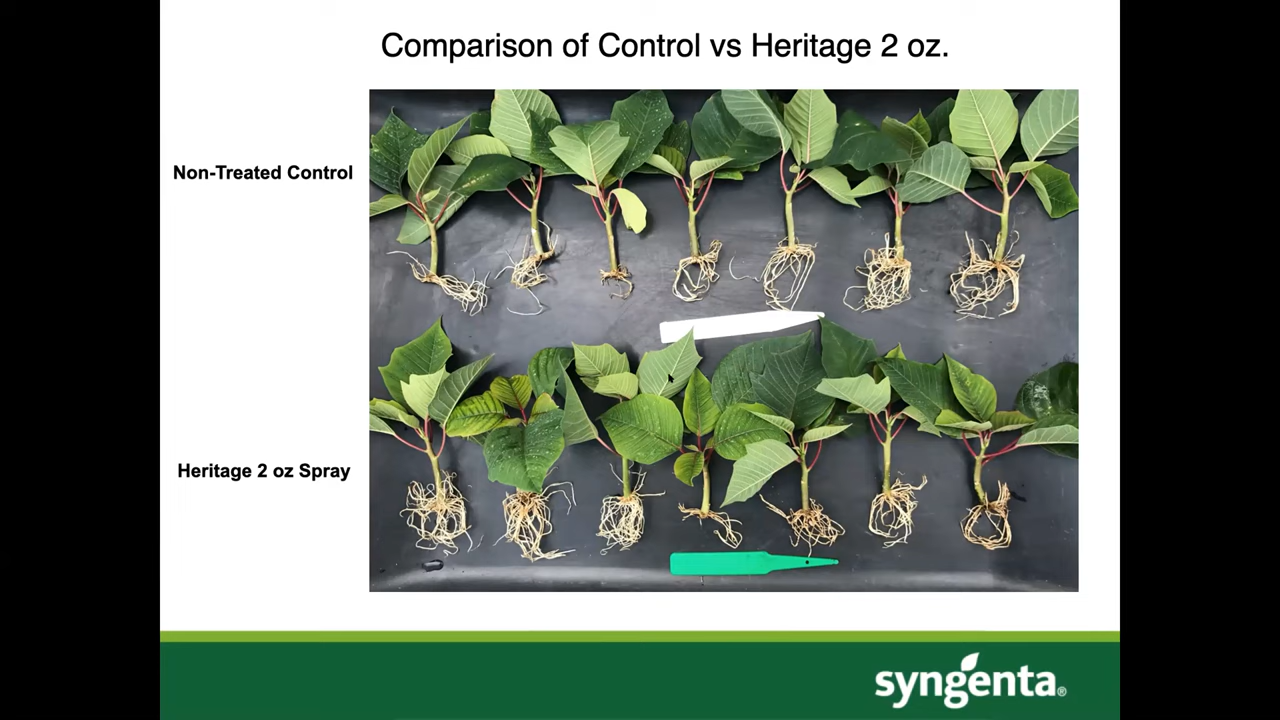 Comparison of Control vs Heritage 2 oz.
Non-Treated Control
Heritage 2 oz Spray
syngenta®